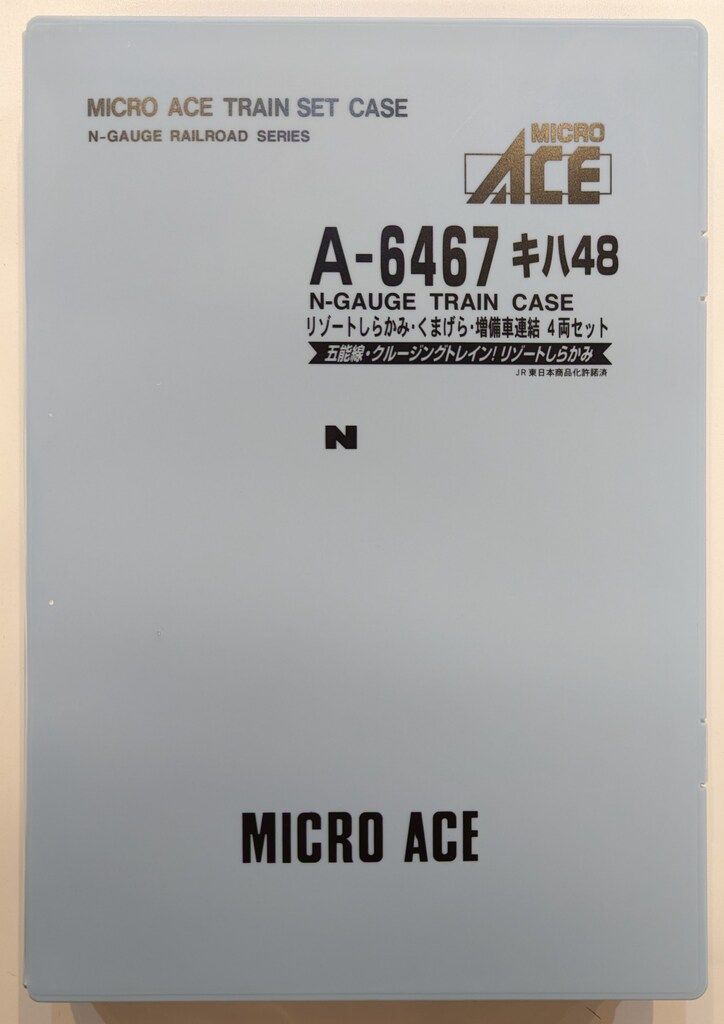 MICRO ACE TRAIN SET CASE
N-GAUGE RAILROAD SERIES
MICRO
ACE
A-6467 キハ48
N-GAUGE TRAIN CASE
リゾートしらかみ・くまげら・増備車連結 4両セット
五能線・クルージングトレイン!リゾートしらかみ
JR東日本商品化許諾済
N
MICRO ACE